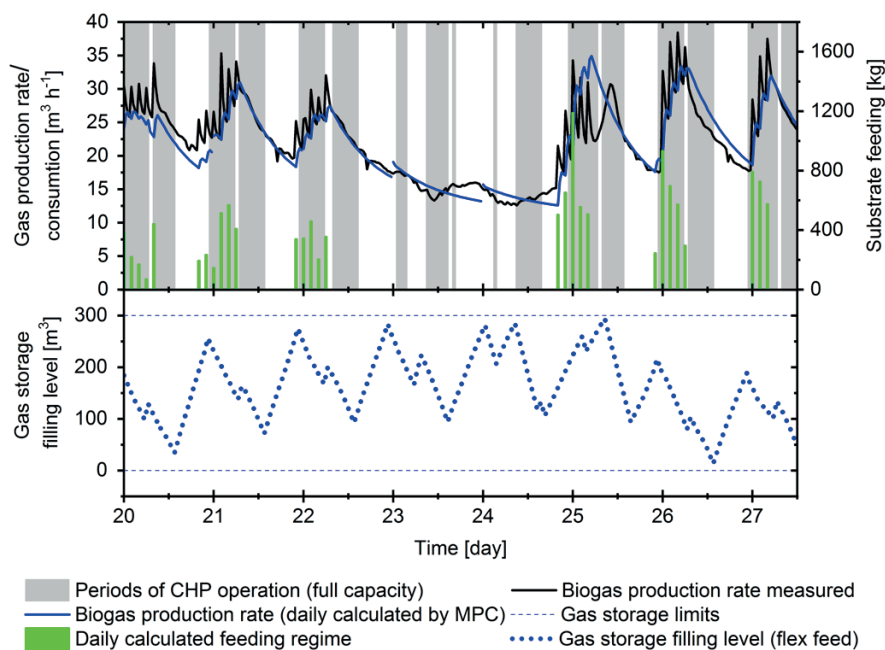 Gas production rate/
consumtion [m³ h⁻¹]
40
35
30
25
20
15
10
5
0
1600
1200
800
400
0
Substrate feeding [kg]
Gas storage
filling level [m³]
300
200
100
0
20 21 22 23 24 25 26 27
Time [day]
Periods of CHP operation (full capacity)
Biogas production rate measured
Biogas production rate (daily calculated by MPC)
Gas storage limits
Daily calculated feeding regime
Gas storage filling level (flex feed)